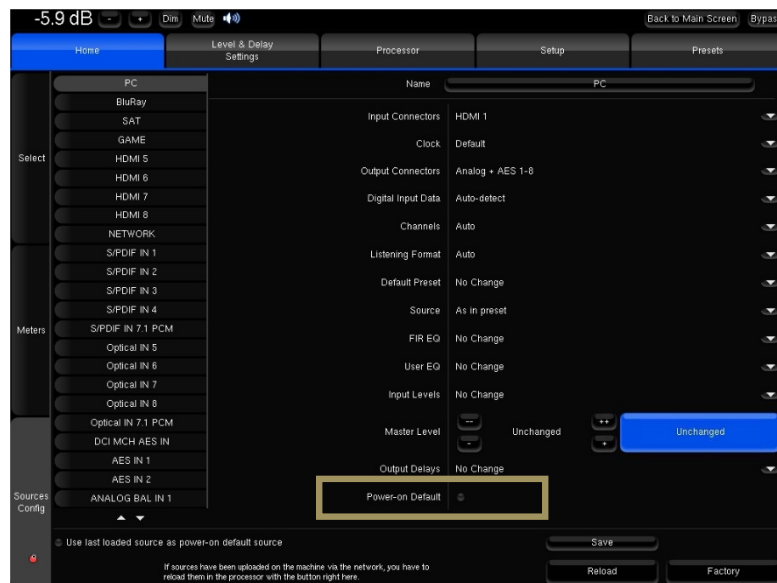 -5.9 dB - + Dim Mute Back to Main Screen
Home Level & Delay Settings Processor Setup Presets
PC Name PC
BluRay
SAT Input Connectors HDMI 1
GAME Clock Default
Select HDMI 5 Output Connectors Analog + AES 1-8
HDMI 6
HDMI 7 Digital Input Data Auto-detect
HDMI 8
NETWORK Channels Auto
S/PDIF IN 1 Listening Format Auto
S/PDIF IN 2
S/PDIF IN 3 Default Preset No Change
S/PDIF IN 4 Source As in preset
Meters S/PDIF IN 7.1 PCM
Optical IN 5 FIR EQ No Change
Optical IN 6 User EQ No Change
Optical IN 7
Optical IN 8 Input Levels No Change
Optical IN 7.1 PCM -- ++
DCI MCH AES IN Master Level Unchanged Unchanged
- +
AES IN 1
AES IN 2 Output Delays No Change
Sources Config ANALOG BAL IN 1 Power-on Default
Use last loaded source as power-on default source Save
If sources have been uploaded on the machine via the network, you have to
reload them in the processor with the button right here. Reload Factory